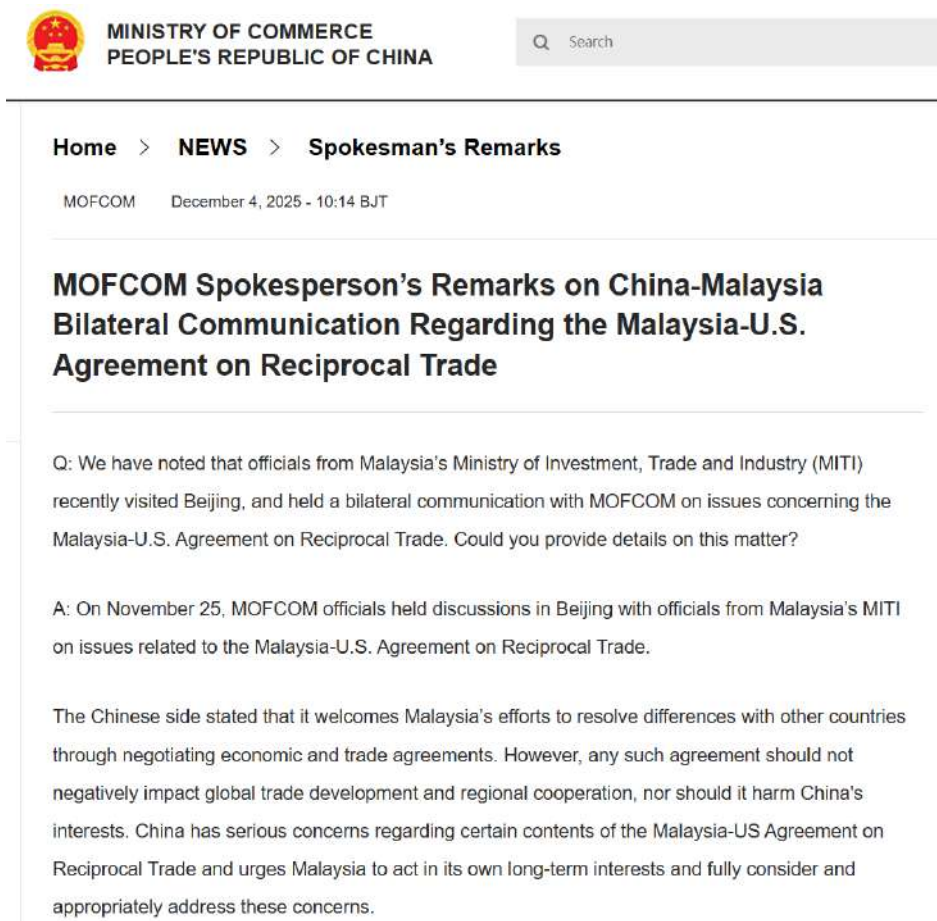 MINISTRY OF COMMERCE
PEOPLE'S REPUBLIC OF CHINA
Search
Home > NEWS > Spokesman's Remarks
MOFCOM December 4, 2025 - 10:14 BJT
MOFCOM Spokesperson's Remarks on China-Malaysia
Bilateral Communication Regarding the Malaysia-U.S.
Agreement on Reciprocal Trade
Q: We have noted that officials from Malaysia's Ministry of Investment, Trade and Industry (MITI)
recently visited Beijing, and held a bilateral communication with MOFCOM on issues concerning the
Malaysia-U.S. Agreement on Reciprocal Trade. Could you provide details on this matter?
A: On November 25, MOFCOM officials held discussions in Beijing with officials from Malaysia's MITI
on issues related to the Malaysia-U.S. Agreement on Reciprocal Trade.
The Chinese side stated that it welcomes Malaysia's efforts to resolve differences with other countries
through negotiating economic and trade agreements. However, any such agreement should not
negatively impact global trade development and regional cooperation, nor should it harm China's
interests. China has serious concerns regarding certain contents of the Malaysia-US Agreement on
Reciprocal Trade and urges Malaysia to act in its own long-term interests and fully consider and
appropriately address these concerns.